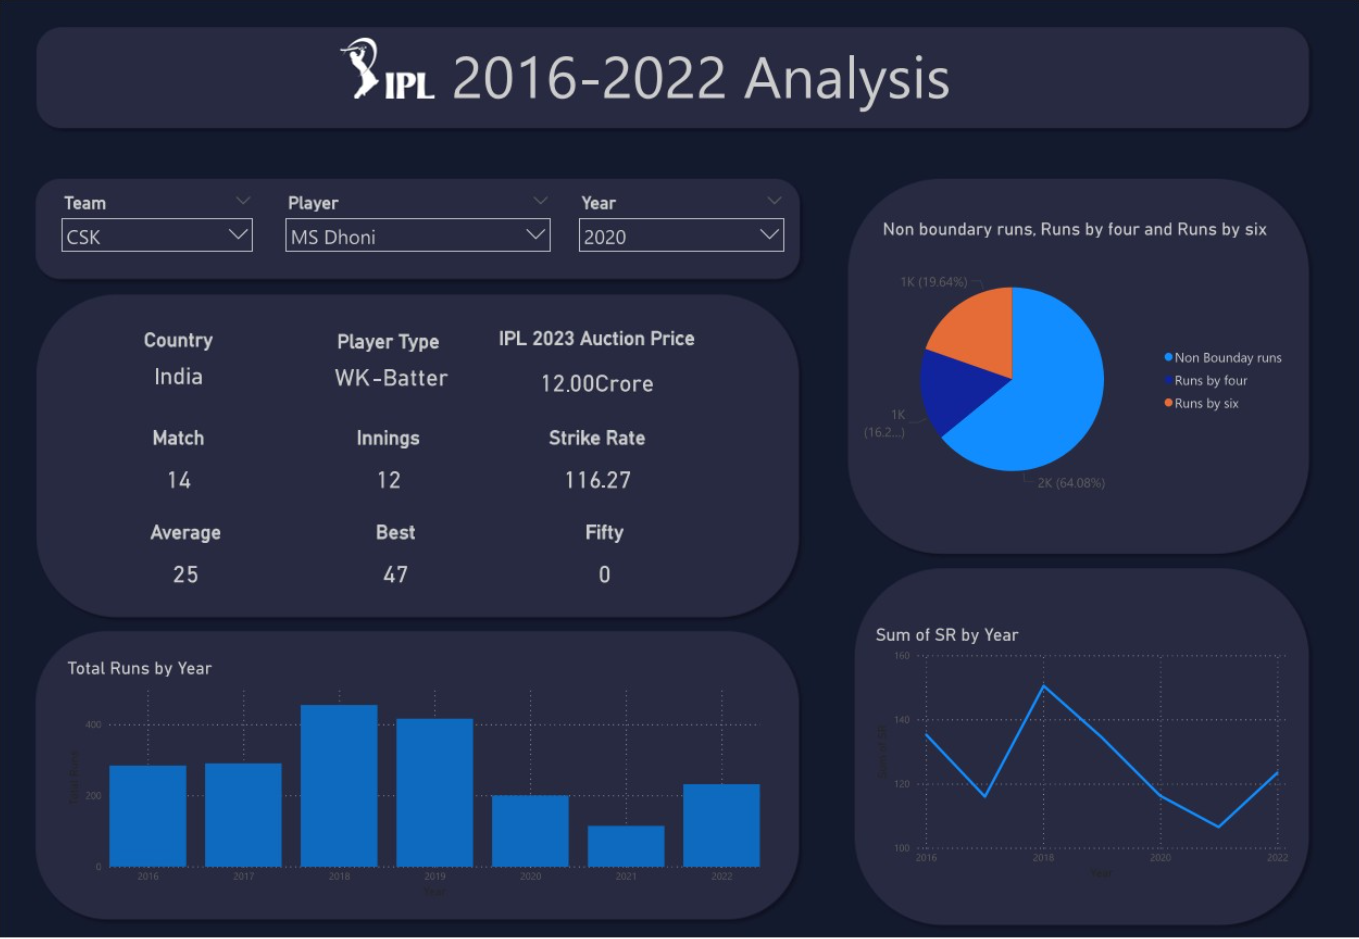 IPL 2016-2022 Analysis
Team
CSK
Player
MS Dhoni
Year
2020
Country
India
Player Type
WK-Batter
IPL 2023 Auction Price
12.00Crore
Match
14
Innings
12
Strike Rate
116.27
Average
25
Best
47
Fifty
0
Non boundary runs, Runs by four and Runs by six
1K (19.64%)
1K
(16.2...)
2K (64.08%)
Non Bounday runs
Runs by four
Runs by six
Total Runs by Year
Total Runs
400
200
0
2016
2017
2018
2019
2020
2021
2022
Year
Sum of SR by Year
Sum of SR
160
140
120
100
2016
2018
2020
2022
Year